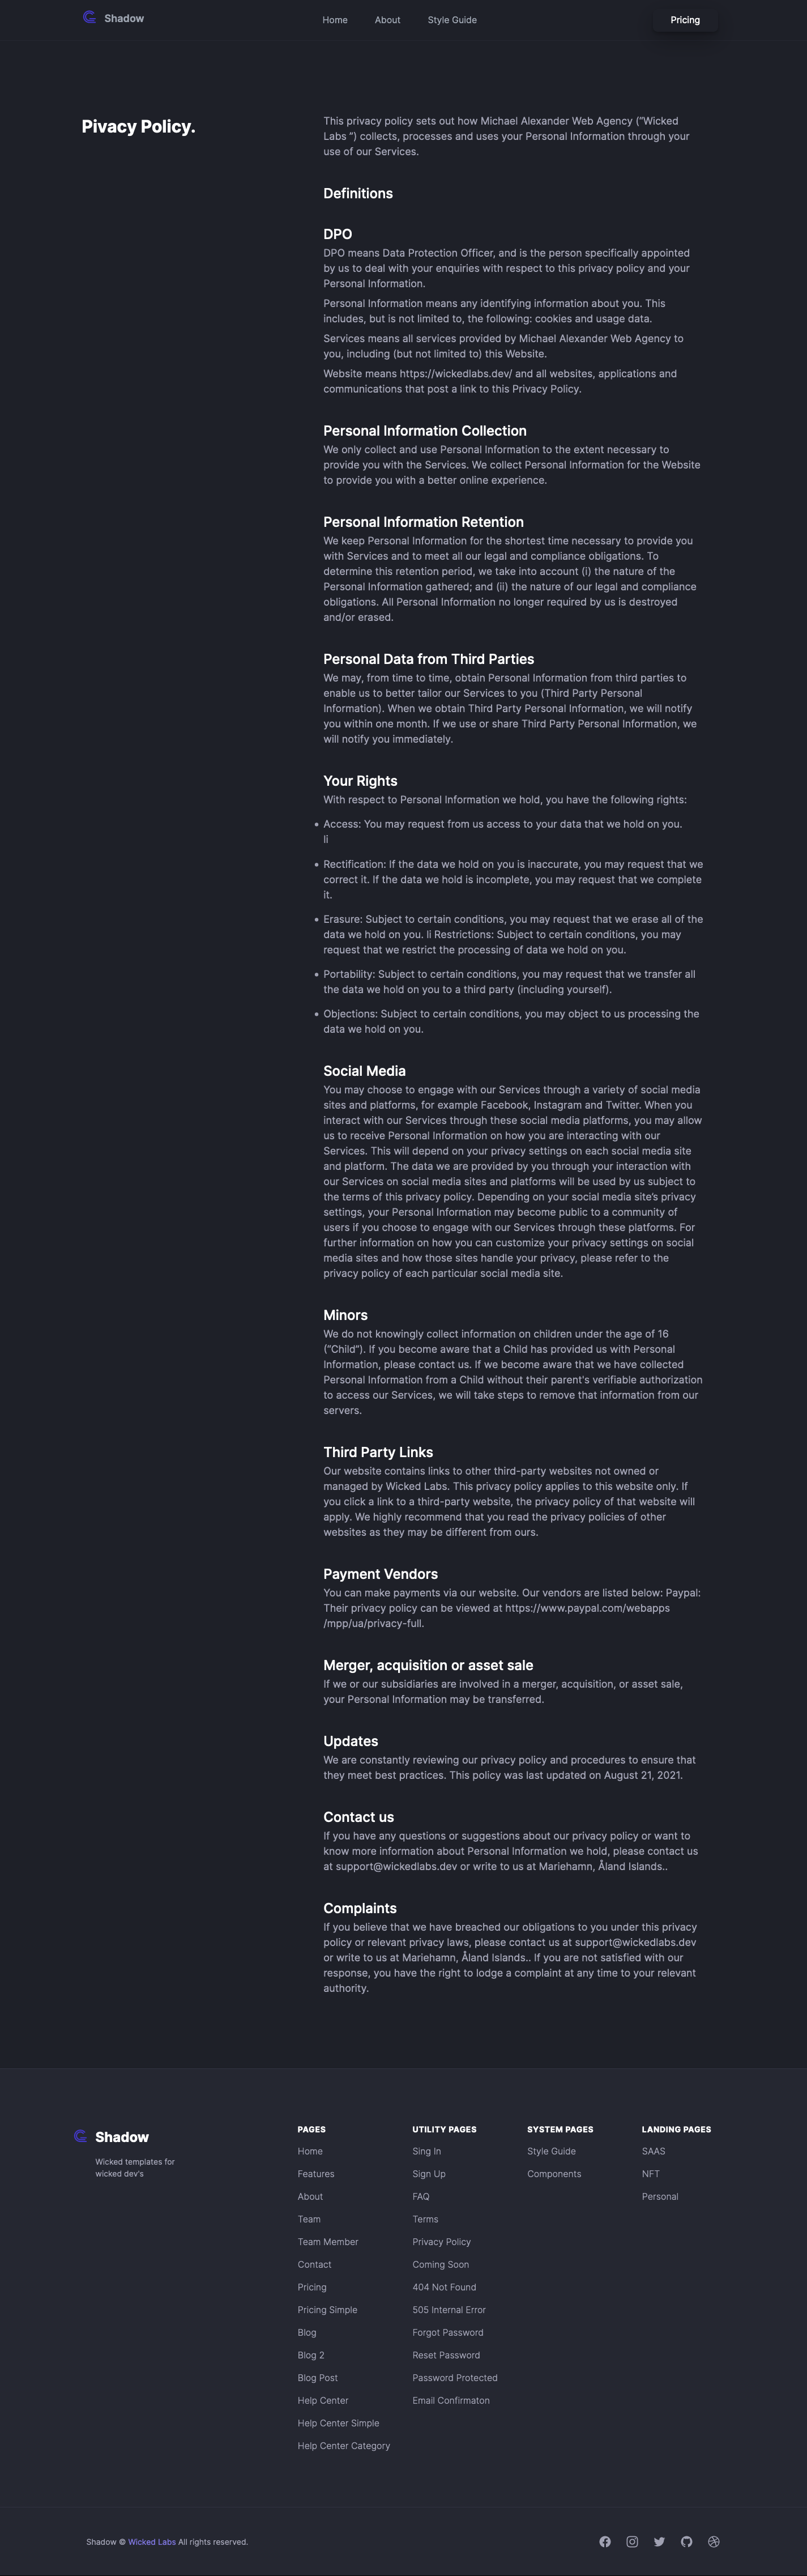 Shadow
Home
About
Style Guide
Pricing
Pivacy Policy.
This privacy policy sets out how Michael Alexander Web Agency (“Wicked
Labs “) collects, processes and uses your Personal Information through your
use of our Services.
Definitions
DPO
DPO means Data Protection Officer, and is the person specifically appointed
by us to deal with your enquiries with respect to this privacy policy and your
Personal Information.
Personal Information means any identifying information about you. This
includes, but is not limited to, the following: cookies and usage data.
Services means all services provided by Michael Alexander Web Agency to
you, including (but not limited to) this Website.
Website means https://wickedlabs.dev/ and all websites, applications and
communications that post a link to this Privacy Policy.
Personal Information Collection
We only collect and use Personal Information to the extent necessary to
provide you with the Services. We collect Personal Information for the Website
to provide you with a better online experience.
Personal Information Retention
We keep Personal Information for the shortest time necessary to provide you
with Services and to meet all our legal and compliance obligations. To
determine this retention period, we take into account (i) the nature of the
Personal Information gathered; and (ii) the nature of our legal and compliance
obligations. All Personal Information no longer required by us is destroyed
and/or erased.
Personal Data from Third Parties
We may, from time to time, obtain Personal Information from third parties to
enable us to better tailor our Services to you (Third Party Personal
Information). When we obtain Third Party Personal Information, we will notify
you within one month. If we use or share Third Party Personal Information, we
will notify you immediately.
Your Rights
With respect to Personal Information we hold, you have the following rights:
Access: You may request from us access to your data that we hold on you.
li
Rectification: If the data we hold on you is inaccurate, you may request that we
correct it. If the data we hold is incomplete, you may request that we complete
it.
Erasure: Subject to certain conditions, you may request that we erase all of the
data we hold on you. li Restrictions: Subject to certain conditions, you may
request that we restrict the processing of data we hold on you.
Portability: Subject to certain conditions, you may request that we transfer all
the data we hold on you to a third party (including yourself).
Objections: Subject to certain conditions, you may object to us processing the
data we hold on you.
Social Media
You may choose to engage with our Services through a variety of social media
sites and platforms, for example Facebook, Instagram and Twitter. When you
interact with our Services through these social media platforms, you may allow
us to receive Personal Information on how you are interacting with our
Services. This will depend on your privacy settings on each social media site
and platform. The data we are provided by you through your interaction with
our Services on social media sites and platforms will be used by us subject to
the terms of this privacy policy. Depending on your social media site’s privacy
settings, your Personal Information may become public to a community of
users if you choose to engage with our Services through these platforms. For
further information on how you can customize your privacy settings on social
media sites and how those sites handle your privacy, please refer to the
privacy policy of each particular social media site.
Minors
We do not knowingly collect information on children under the age of 16
(“Child”). If you become aware that a Child has provided us with Personal
Information, please contact us. If we become aware that we have collected
Personal Information from a Child without their parent's verifiable authorization
to access our Services, we will take steps to remove that information from our
servers.
Third Party Links
Our website contains links to other third-party websites not owned or
managed by Wicked Labs. This privacy policy applies to this website only. If
you click a link to a third-party website, the privacy policy of that website will
apply. We highly recommend that you read the privacy policies of other
websites as they may be different from ours.
Payment Vendors
You can make payments via our website. Our vendors are listed below: Paypal:
Their privacy policy can be viewed at https://www.paypal.com/webapps
/mpp/ua/privacy-full.
Merger, acquisition or asset sale
If we or our subsidiaries are involved in a merger, acquisition, or asset sale,
your Personal Information may be transferred.
Updates
We are constantly reviewing our privacy policy and procedures to ensure that
they meet best practices. This policy was last updated on August 21, 2021.
Contact us
If you have any questions or suggestions about our privacy policy or want to
know more information about Personal Information we hold, please contact us
at support@wickedlabs.dev or write to us at Mariehamn, Åland Islands..
Complaints
If you believe that we have breached our obligations to you under this privacy
policy or relevant privacy laws, please contact us at support@wickedlabs.dev
or write to us at Mariehamn, Åland Islands.. If you are not satisfied with our
response, you have the right to lodge a complaint at any time to your relevant
authority.
Shadow
Wicked templates for
wicked dev's
PAGES
Home
Features
About
Team
Team Member
Contact
Pricing
Pricing Simple
Blog
Blog 2
Blog Post
Help Center
Help Center Simple
Help Center Category
UTILITY PAGES
Sing In
Sign Up
FAQ
Terms
Privacy Policy
Coming Soon
404 Not Found
505 Internal Error
Forgot Password
Reset Password
Password Protected
Email Confirmaton
SYSTEM PAGES
Style Guide
Components
LANDING PAGES
SAAS
NFT
Personal
Shadow © Wicked Labs All rights reserved.